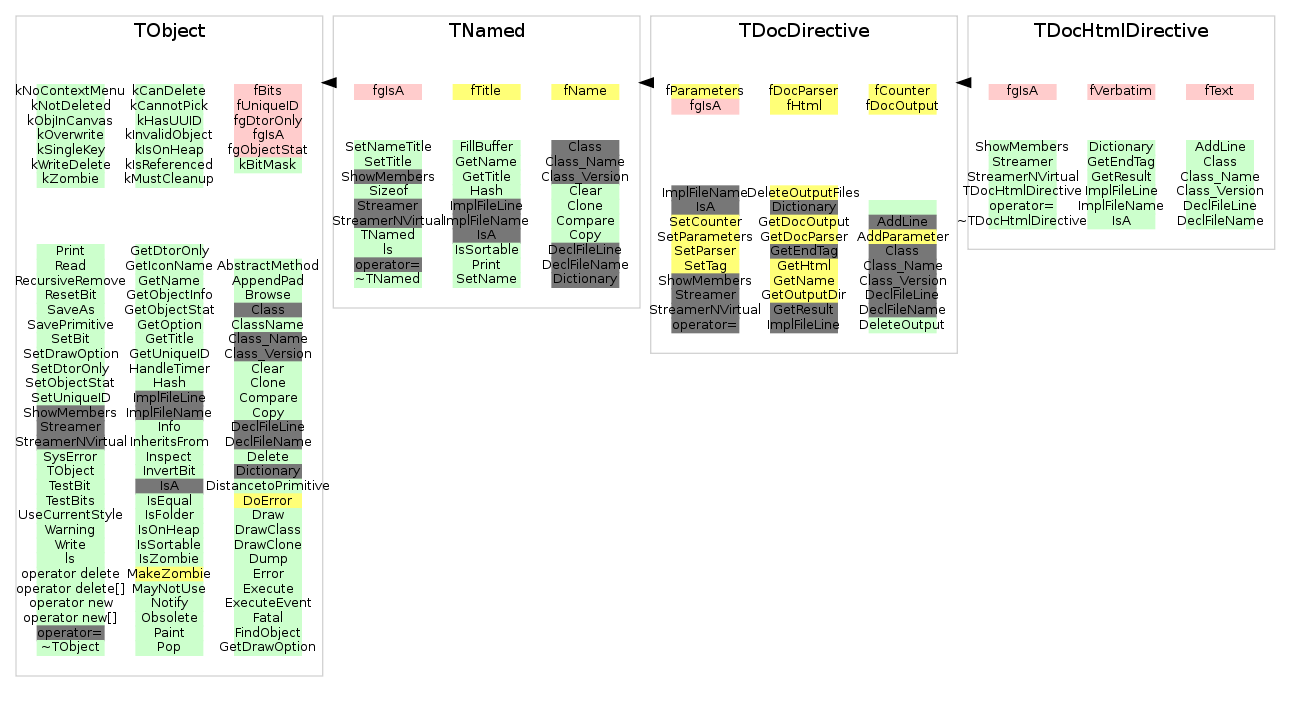 TObject
kNoContextMenu kCanDelete fBits
kNotDeleted kCannotPick fUniqueID
kObjInCanvas kHasUUID fgDtorOnly
kOverwrite kInvalidObject fgIsA
kSingleKey kIsOnHeap fgObjectStat
kWriteDelete kIsReferenced kBitMask
kZombie kMustCleanup
Print GetDtorOnly
Read GetIconName AbstractMethod
RecursiveRemove GetName AppendPad
ResetBit GetObjectInfo Browse
SaveAs GetObjectStat Class
SavePrimitive GetOption ClassName
SetBit GetTitle Class_Name
SetDrawOption GetUniqueID Class_Version
SetDtorOnly HandleTimer Clear
SetObjectStat Hash Clone
SetUniqueID ImplFileLine Compare
ShowMembers ImplFileName Copy
Streamer Info DeclFileLine
StreamerNVirtual InheritsFrom DeclFileName
SysError Inspect Delete
TObject InvertBit Dictionary
TestBit IsA DistancetoPrimitive
TestBits IsEqual DoError
UseCurrentStyle IsFolder Draw
Warning IsOnHeap DrawClass
Write IsSortable DrawClone
ls IsZombie Dump
operator delete MakeZombie Error
operator delete[] MayNotUse Execute
operator new Notify ExecuteEvent
operator new[] Obsolete Fatal
operator= Paint FindObject
~TObject Pop GetDrawOption
TNamed
fgIsA fTitle fName
SetNameTitle FillBuffer Class
SetTitle GetName Class_Name
ShowMembers GetTitle Class_Version
Sizeof Hash Clear
Streamer ImplFileLine Clone
StreamerNVirtual ImplFileName Compare
TNamed IsA Copy
ls IsSortable DeclFileLine
operator= Print DeclFileName
~TNamed SetName Dictionary
TDocDirective
fParameters fDocParser fCounter
fgIsA fHtml fDocOutput
ImplFileName DeleteOutputFiles
IsA Dictionary
SetCounter GetDocOutput AddLine
SetParameters GetDocParser AddParameter
SetParser GetEndTag Class
SetTag GetHtml Class_Name
ShowMembers GetName Class_Version
Streamer GetOutputDir DeclFileLine
StreamerNVirtual GetResult DeclFileName
operator= ImplFileLine DeleteOutput
TDocHtmlDirective
fgIsA fVerbatim fText
ShowMembers Dictionary AddLine
Streamer GetEndTag Class
StreamerNVirtual GetResult Class_Name
TDocHtmlDirective ImplFileLine Class_Version
operator= ImplFileName DeclFileLine
~TDocHtmlDirective IsA DeclFileName